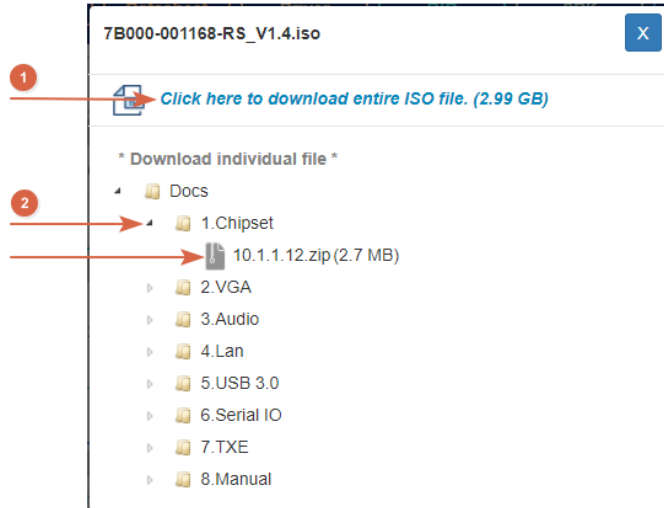 7B000-001168-RS_V1.4.iso
X
1
Click here to download entire ISO file. (2.99 GB)
* Download individual file *
Docs
2
1.Chipset
10.1.1.12.zip (2.7 MB)
2.VGA
3.Audio
4.Lan
5.USB 3.0
6.Serial IO
7.TXE
8.Manual